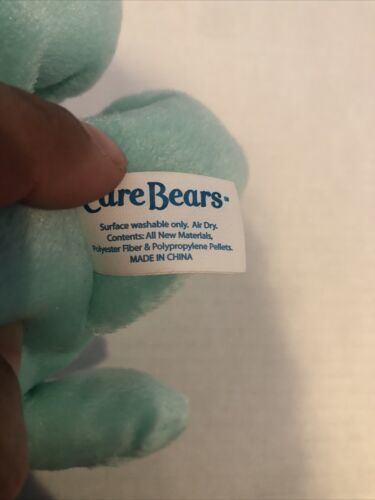 Care Bears™
Surface washable only. Air Dry.
Contents: All New Materials,
Polyester Fiber & Polypropylene Pellets.
MADE IN CHINA